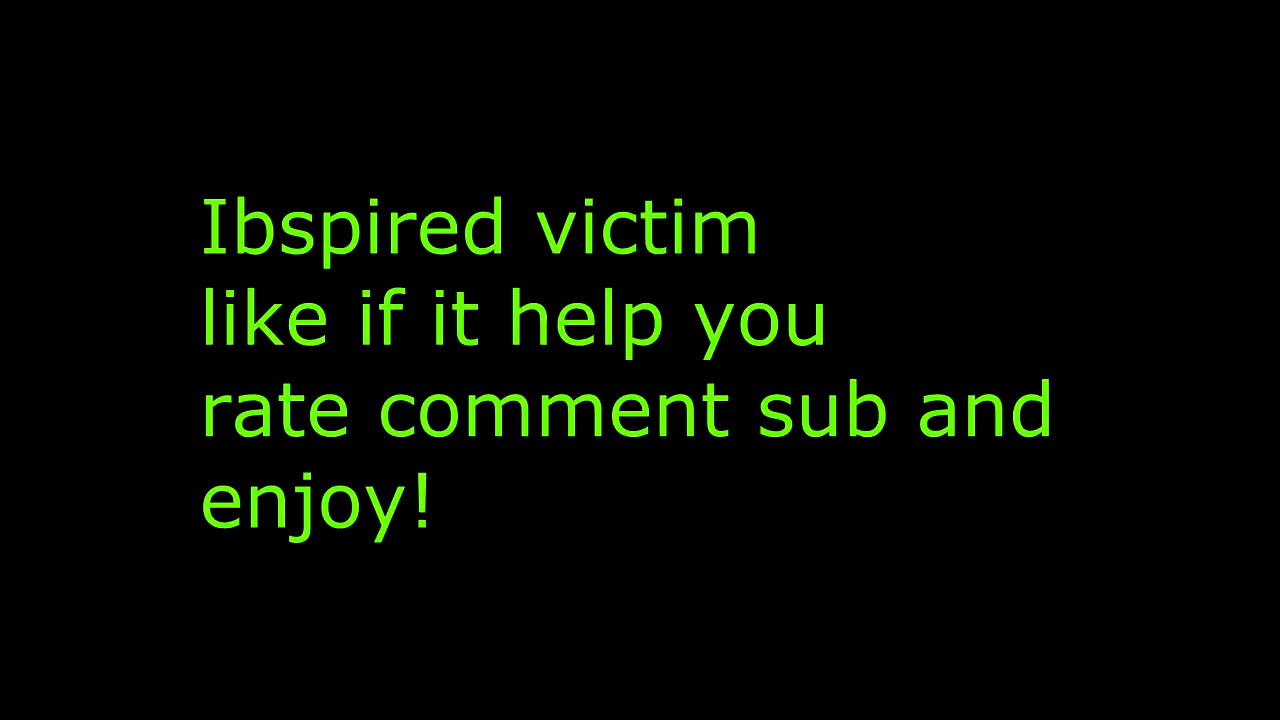 Ibspired victim
like if it help you
rate comment sub and
enjoy!